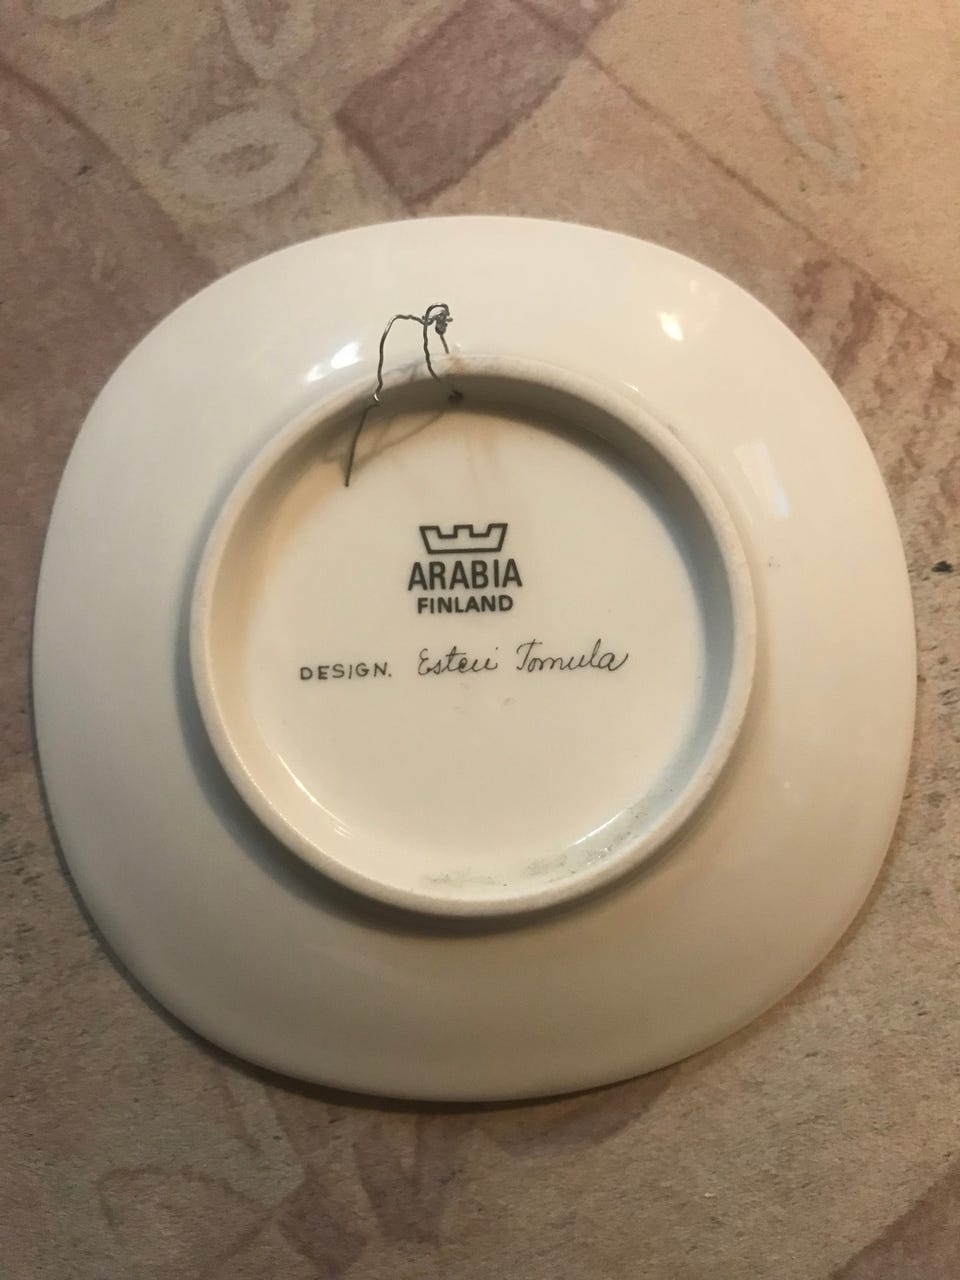 ARABIA
FINLAND
DESIGN. Esteri Tomula